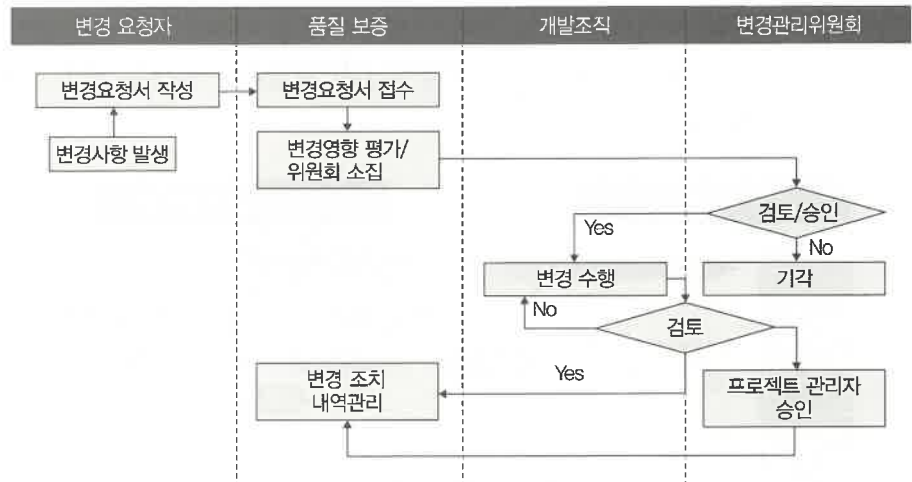 변경 요청자
품질 보증
개발조직
변경관리위원회
변경요청서 작성
변경요청서 접수
변경사항 발생
변경영향 평가/
위원회 소집
검토/승인
Yes
No
변경 수행
기각
No
검토
Yes
변경 조치
내역관리
프로젝트 관리자
승인